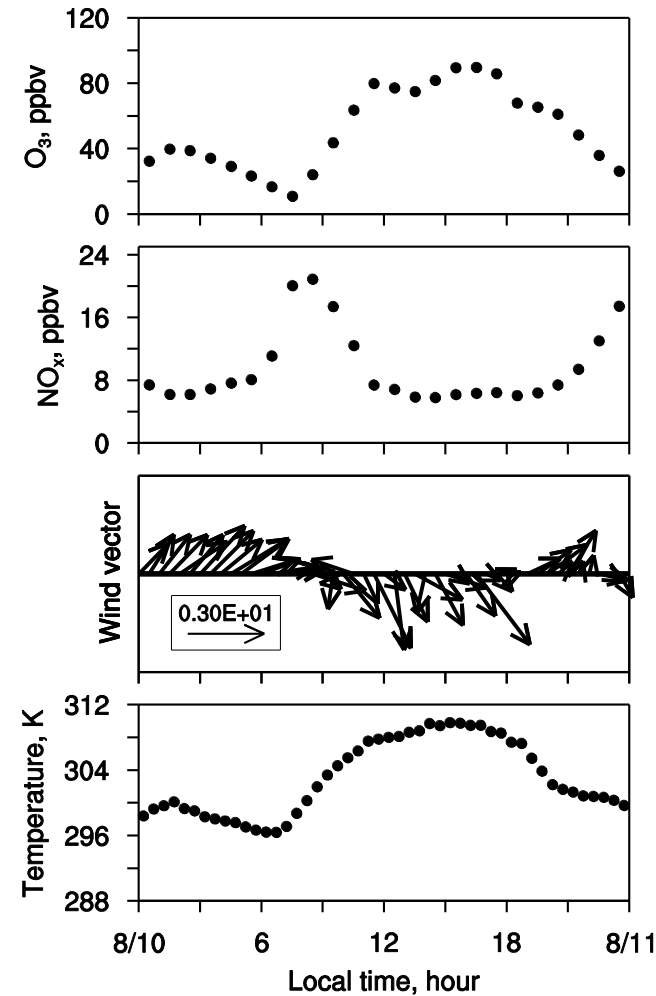 120
80
40
0
O₃, ppbv
24
16
8
0
NOₓ, ppbv
Wind vector
0.30E+01
312
304
296
288
Temperature, K
8/10 6 12 18 8/11
Local time, hour